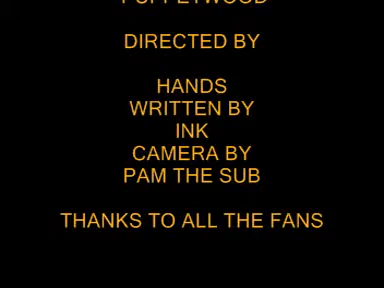 DIRECTED BY
HANDS
WRITTEN BY
INK
CAMERA BY
PAM THE SUB
THANKS TO ALL THE FANS